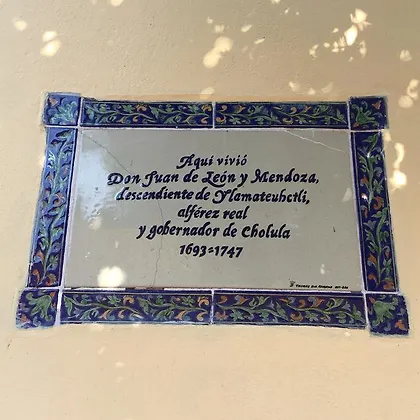 Aquí vivió
Don Juan de León y Mendoza,
descendiente de Ylamateuhctli,
alférez real
y gobernador de Cholula
1693=1747